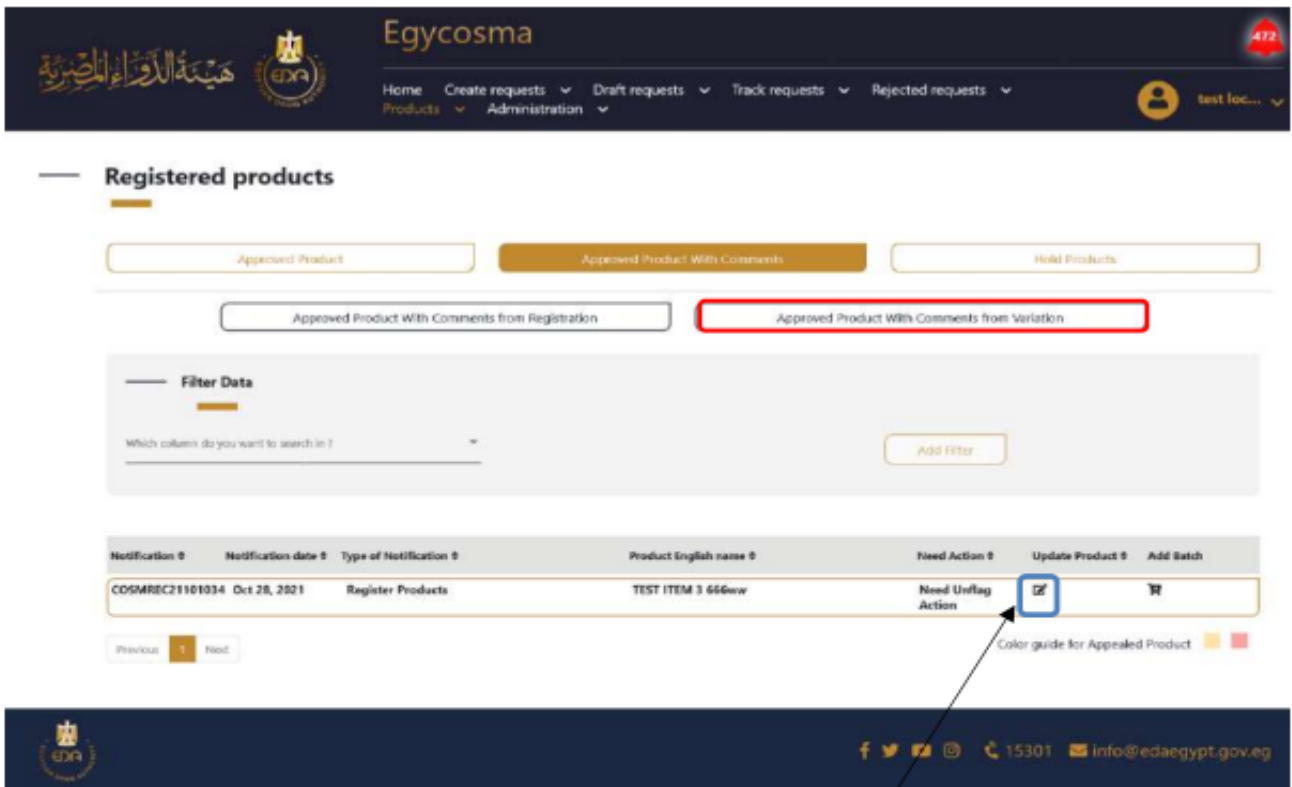 Egycosma
472
هيئة الدواء المصرية
EDA
Home Create requests Draft requests Track requests Rejected requests
Products Administration
test loc...
Registered products
Approved Product
Approved Product With Comments
Hold Products
Approved Product With Comments from Registration
Approved Product With Comments from Variation
Filter Data
Which column do you want to search in ?
Add Filter
Notification Notification date Type of Notification Product English name Need Action Update Product Add Batch
COSMREC21101034 Oct 28, 2021 Register Products TEST ITEM 3 666ww Need Unflag
Action
Previous 1 Next
Color guide for Appealed Product
EDA
15301 info@edaegypt.gov.eg